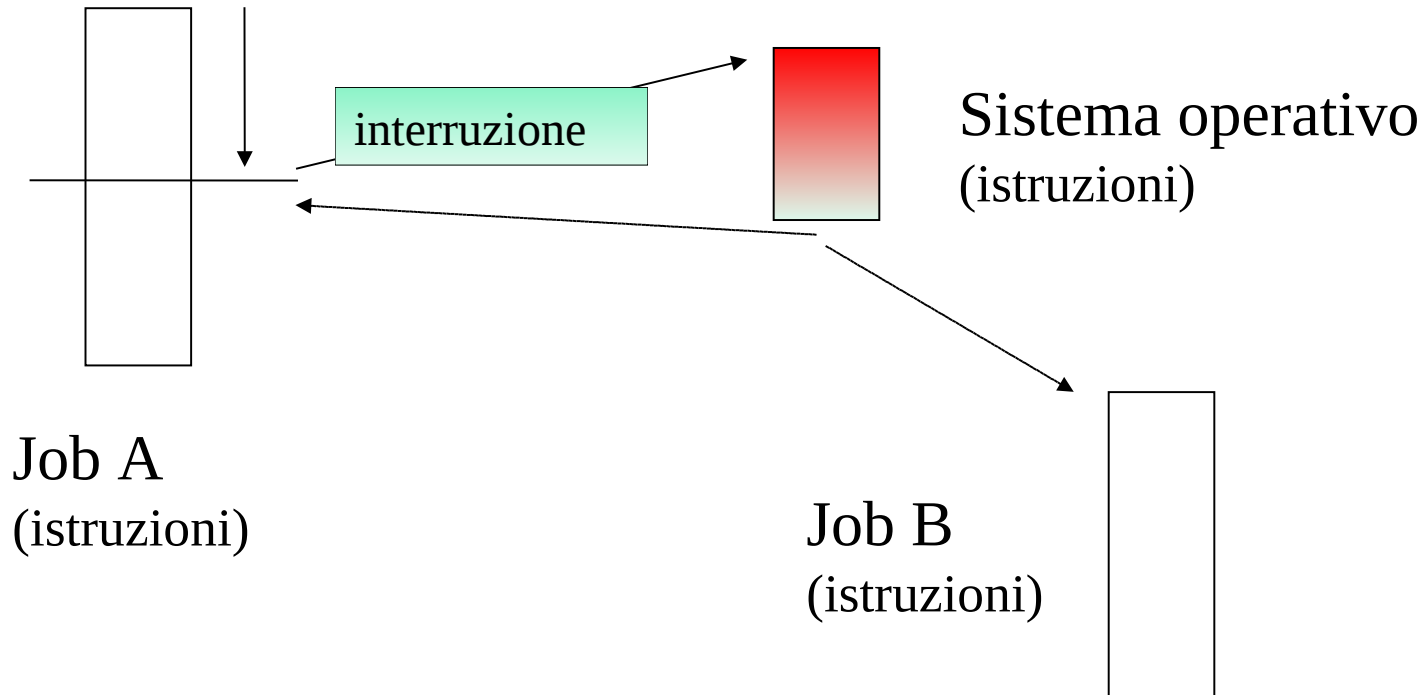 interruzione
Sistema operativo
(istruzioni)
Job A
(istruzioni)
Job B
(istruzioni)